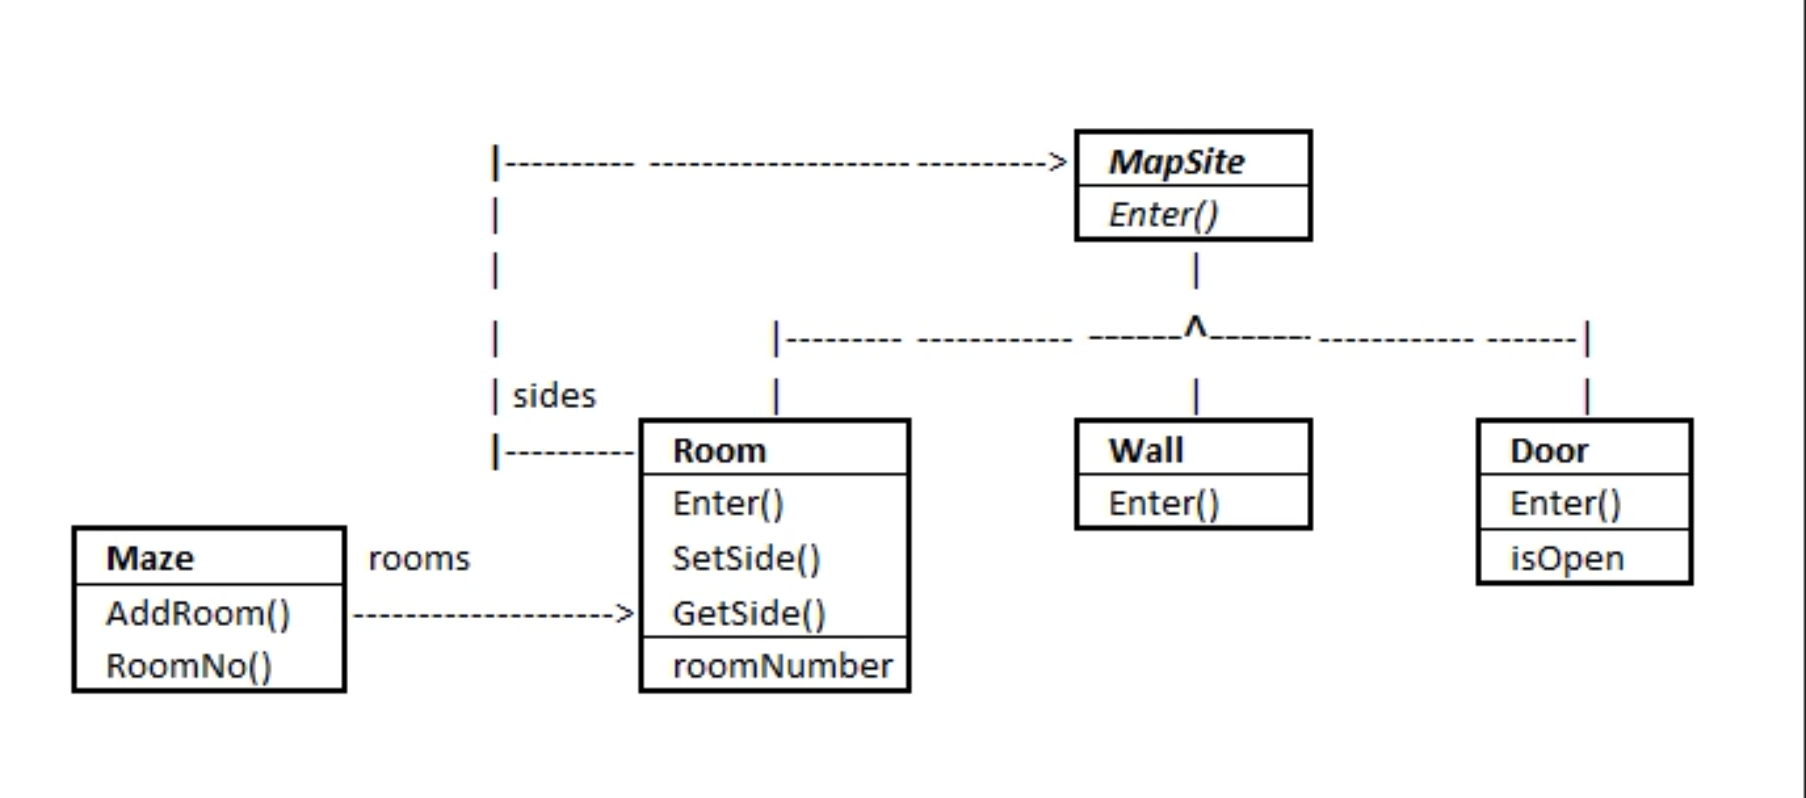 MapSite
Enter()
sides
Room
Enter()
SetSide()
GetSide()
roomNumber
Wall
Enter()
Door
Enter()
isOpen
Maze
AddRoom()
RoomNo()
rooms